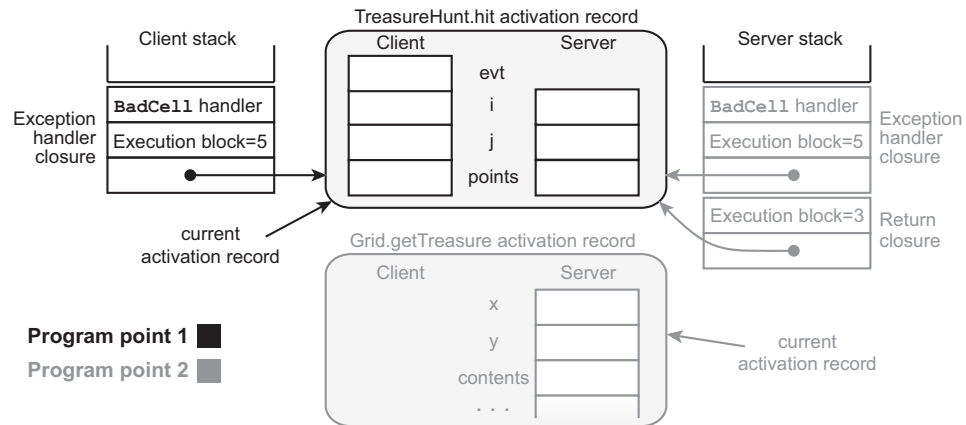 TreasureHunt.hit activation record
Client stack
Client
Server
Server stack
evt
BadCell handler
i
BadCell handler
Exception
handler
closure
Execution block=5
j
Execution block=5
Exception
handler
closure
points
Execution block=3
Return
closure
current
activation record
Grid.getTreasure activation record
Client
Server
x
Program point 1
y
current
activation record
Program point 2
contents
. . .